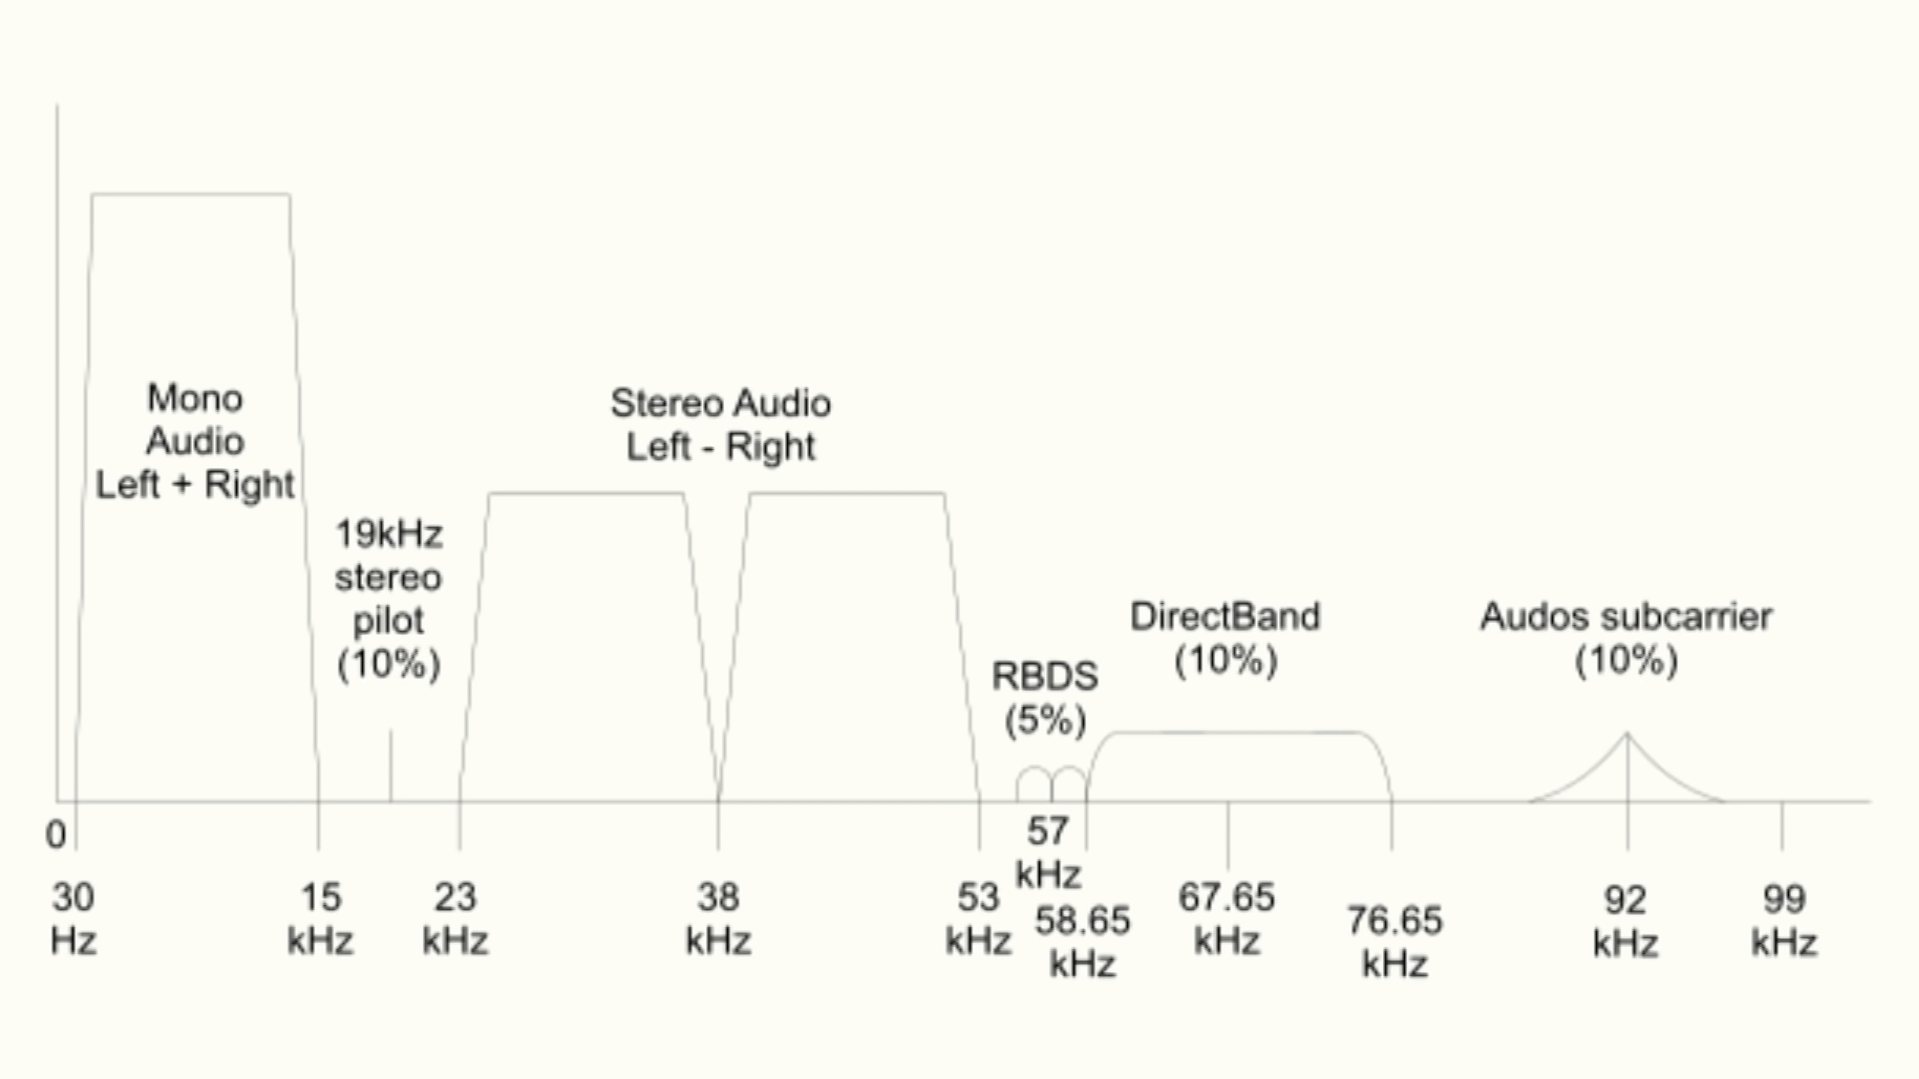 Mono
Audio
Left + Right
19kHz
stereo
pilot
(10%)
Stereo Audio
Left - Right
RBDS
(5%)
DirectBand
(10%)
Audos subcarrier
(10%)
0
30
Hz
15
kHz
23
kHz
38
kHz
53
kHz
57
kHz
58.65
kHz
67.65
kHz
76.65
kHz
92
kHz
99
kHz